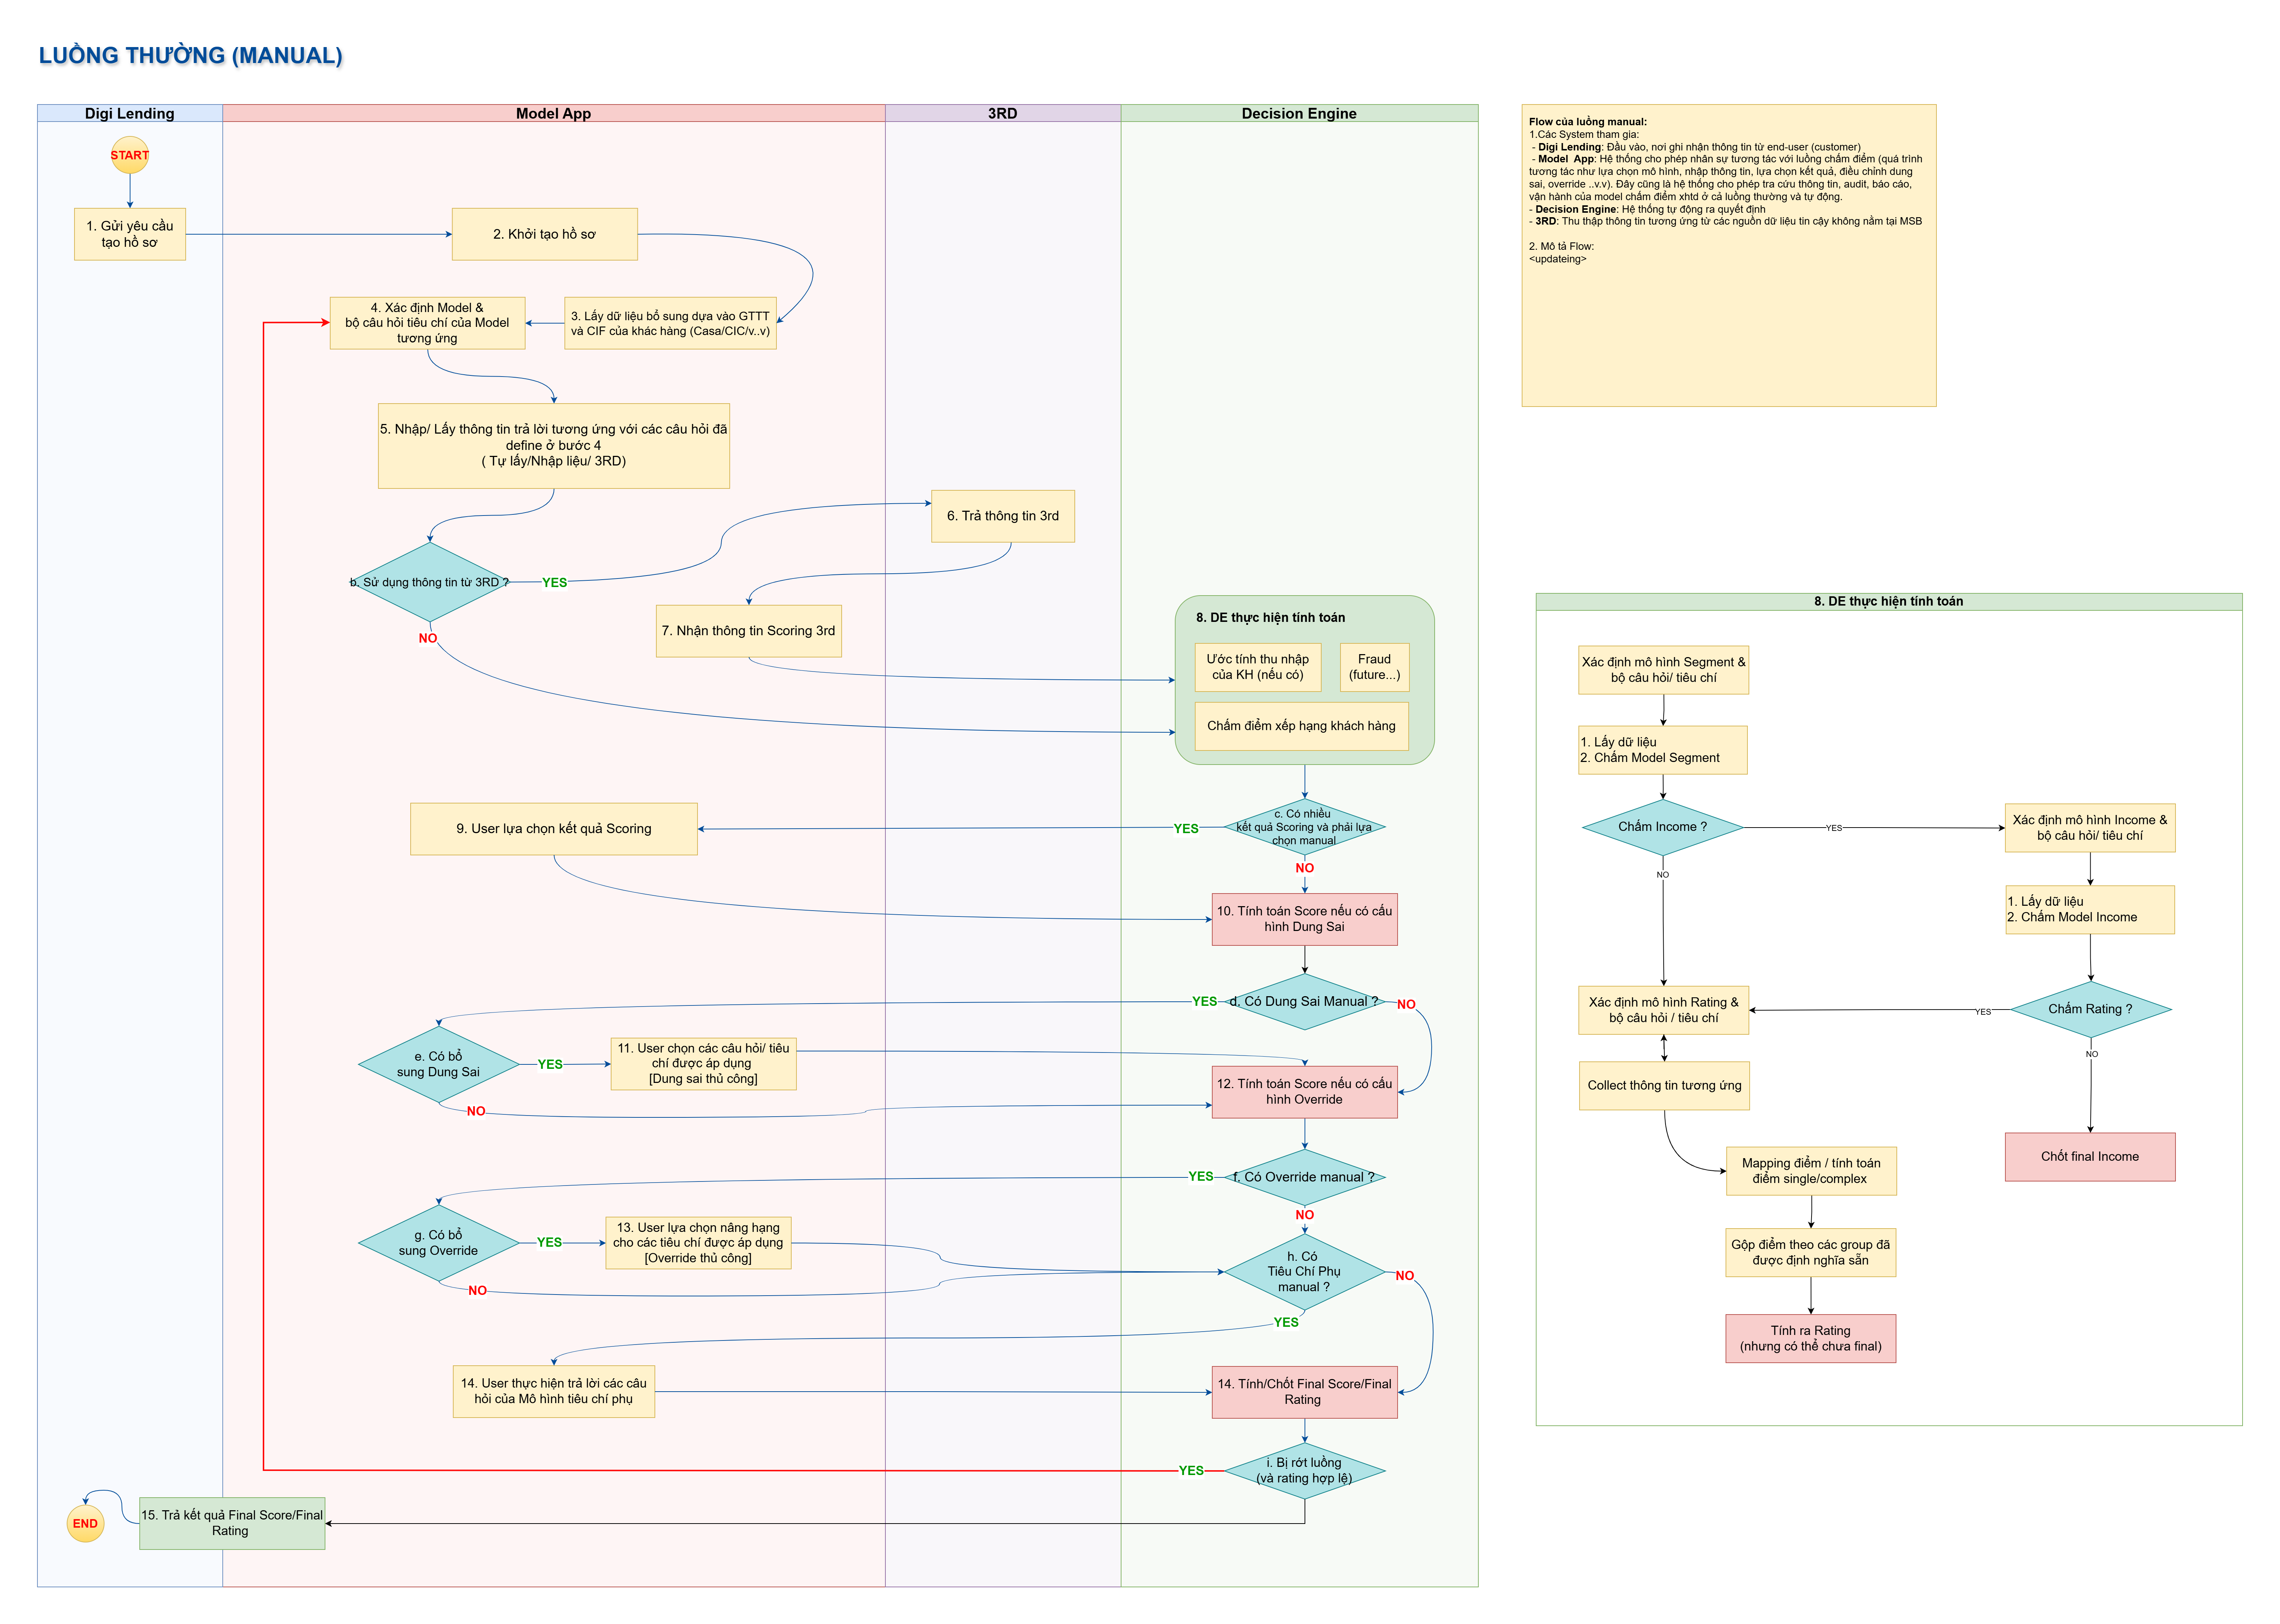 LUỒNG THƯỜNG (MANUAL)
Digi Lending
Model App
3RD
Decision Engine
START
1. Gửi yêu cầu
tạo hồ sơ
2. Khởi tạo hồ sơ
3. Lấy dữ liệu bổ sung dựa vào GTTT
và CIF của khác hàng (Casa/CIC/v..v)
4. Xác định Model &
bộ câu hỏi tiêu chí của Model
tương ứng
5. Nhập/ Lấy thông tin trả lời tương ứng với các câu hỏi đã
define ở bước 4
( Tự lấy/Nhập liệu/ 3RD)
b. Sử dụng thông tin từ 3RD ?
YES
NO
6. Trả thông tin 3rd
7. Nhận thông tin Scoring 3rd
8. DE thực hiện tính toán
Ước tính thu nhập
của KH (nếu có)
Fraud
(future...)
Chấm điểm xếp hạng khách hàng
c. Có nhiều
kết quả Scoring và phải lựa
chọn manual
YES
NO
9. User lựa chọn kết quả Scoring
10. Tính toán Score nếu có cấu
hình Dung Sai
d. Có Dung Sai Manual ?
YES
NO
e. Có bổ
sung Dung Sai
YES
NO
11. User chọn các câu hỏi/ tiêu
chí được áp dụng
[Dung sai thủ công]
12. Tính toán Score nếu có cấu
hình Override
f. Có Override manual ?
YES
NO
g. Có bổ
sung Override
YES
NO
13. User lựa chọn nâng hạng
cho các tiêu chí được áp dụng
[Override thủ công]
h. Có
Tiêu Chí Phụ
manual ?
NO
YES
14. User thực hiện trả lời các câu
hỏi của Mô hình tiêu chí phụ
14. Tính/Chốt Final Score/Final
Rating
i. Bị rớt luồng
(và rating hợp lệ)
YES
15. Trả kết quả Final Score/Final
Rating
END
Flow của luồng manual:
1.Các System tham gia:
- Digi Lending: Đầu vào, nơi ghi nhận thông tin từ end-user (customer)
- Model  App: Hệ thống cho phép nhân sự tương tác với luồng chấm điểm (quá trình
tương tác như lựa chọn mô hình, nhập thông tin, lựa chọn kết quả, điều chỉnh dung
sai, override ..v.v). Đây cũng là hệ thống cho phép tra cứu thông tin, audit, báo cáo,
vận hành của model chấm điểm xhtd ở cả luồng thường và tự động.
- Decision Engine: Hệ thống tự động ra quyết định
- 3RD: Thu thập thông tin tương ứng từ các nguồn dữ liệu tin cậy không nằm tại MSB
2. Mô tả Flow:
<updateing>
8. DE thực hiện tính toán
Xác định mô hình Segment &
bộ câu hỏi/ tiêu chí
1. Lấy dữ liệu
2. Chấm Model Segment
Chấm Income ?
YES
NO
Xác định mô hình Income &
bộ câu hỏi/ tiêu chí
1. Lấy dữ liệu
2. Chấm Model Income
Chấm Rating ?
YES
NO
Xác định mô hình Rating &
bộ câu hỏi / tiêu chí
Collect thông tin tương ứng
Chốt final Income
Mapping điểm / tính toán
điểm single/complex
Gộp điểm theo các group đã
được định nghĩa sẵn
Tính ra Rating
(nhưng có thể chưa final)